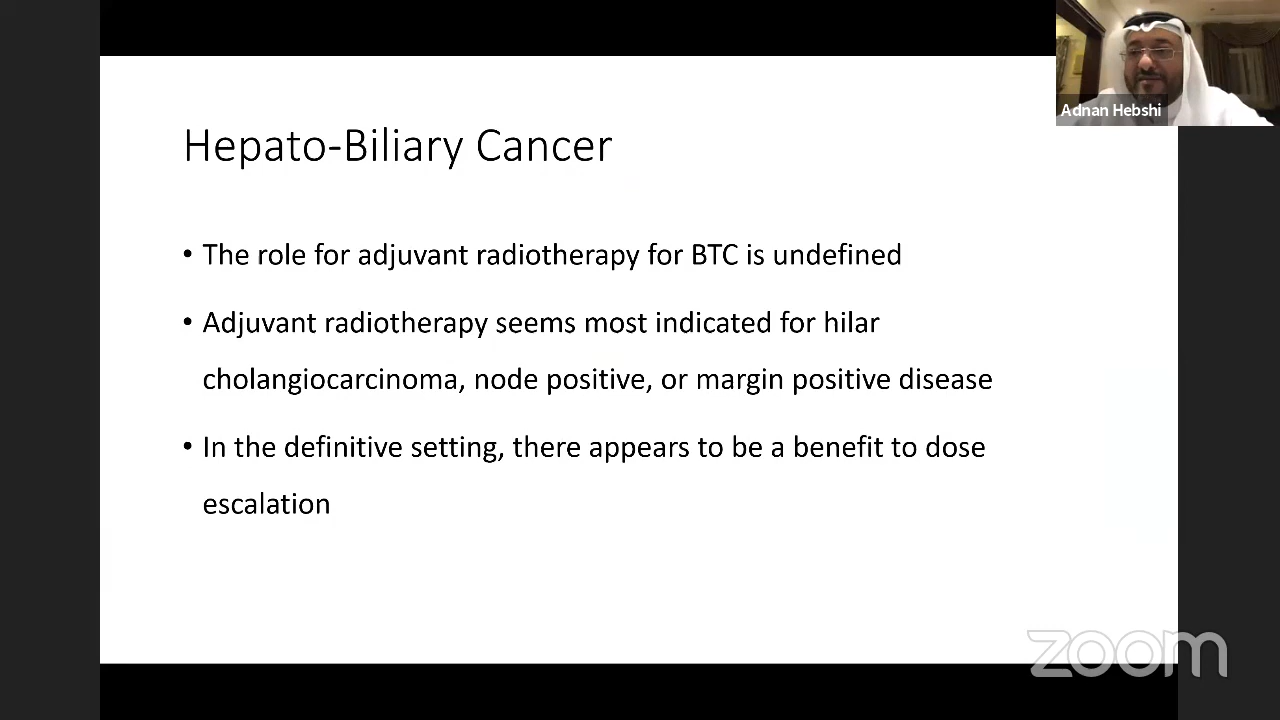 Adnan Hebshi
Hepato-Biliary Cancer
• The role for adjuvant radiotherapy for BTC is undefined
• Adjuvant radiotherapy seems most indicated for hilar
cholangiocarcinoma, node positive, or margin positive disease
• In the definitive setting, there appears to be a benefit to dose
escalation
zoom